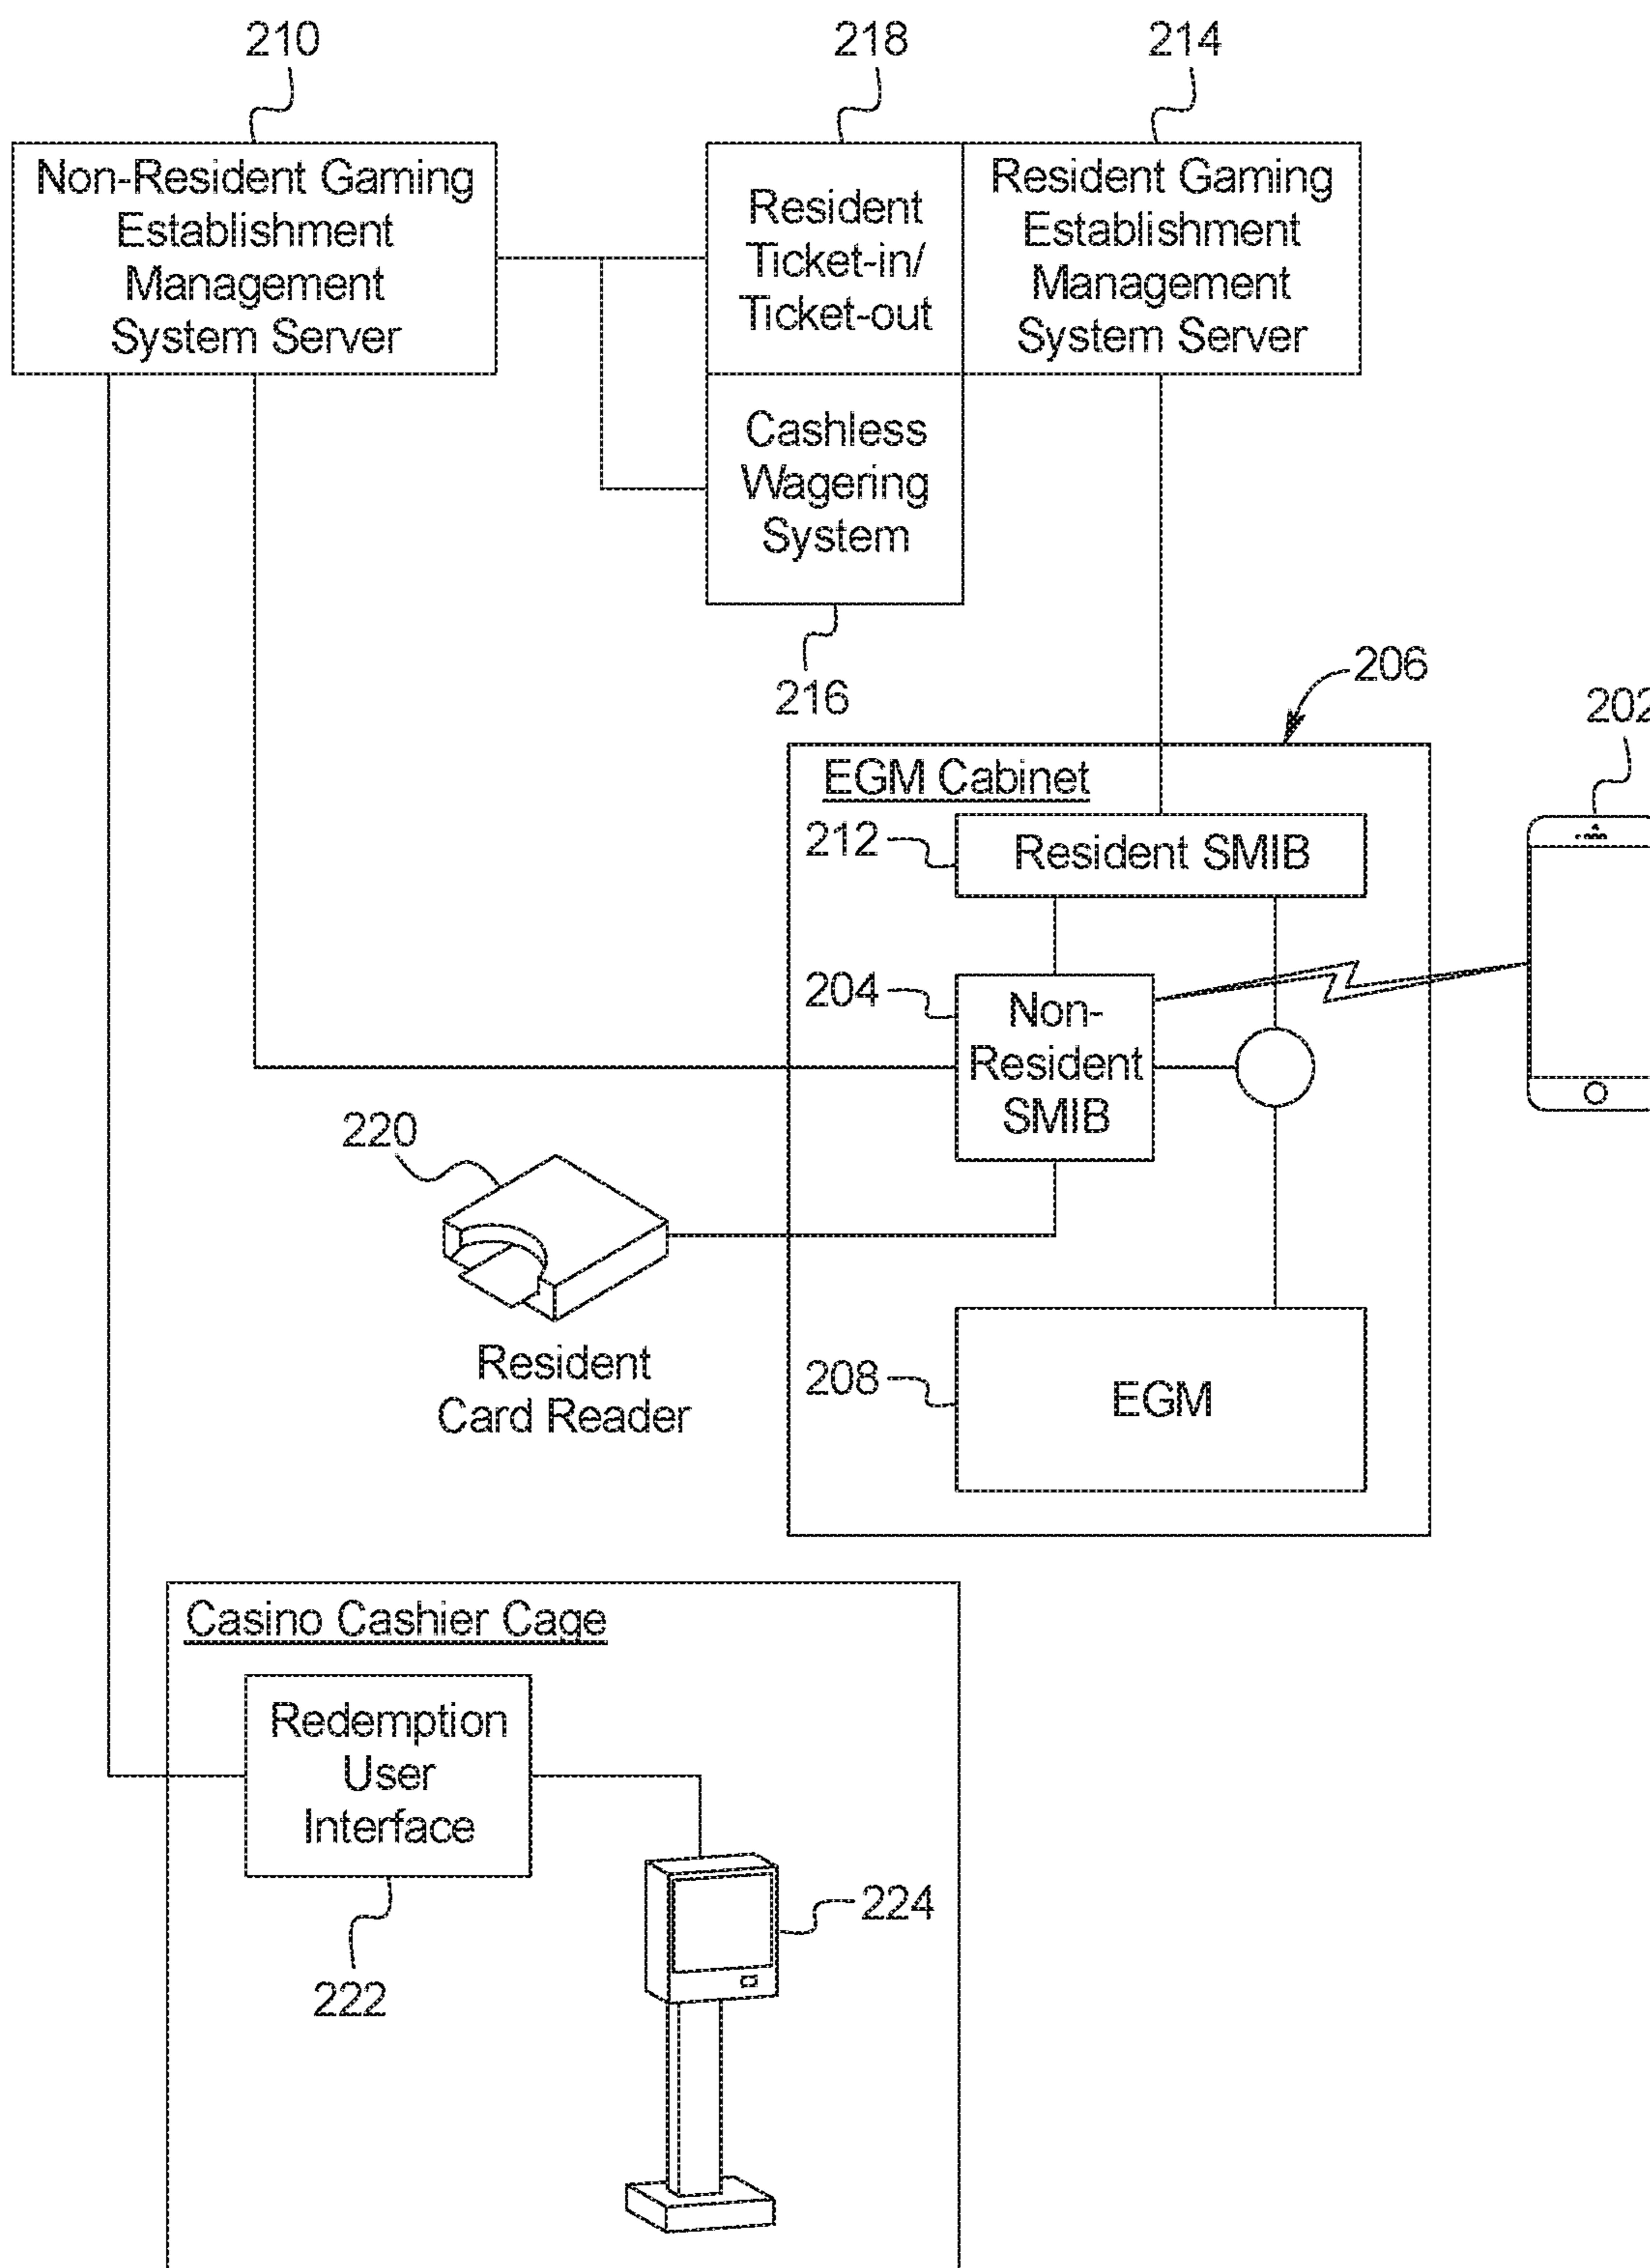 210
218
214
Non-Resident Gaming
Establishment
Management
System Server
Resident
Ticket-in/
Ticket-out
Resident Gaming
Establishment
Management
System Server
Cashless
Wagering
System
216
206
202
EGM Cabinet
212
Resident SMIB
204
Non-
Resident
SMIB
220
Resident
Card Reader
208
EGM
Casino Cashier Cage
Redemption
User
Interface
222
224